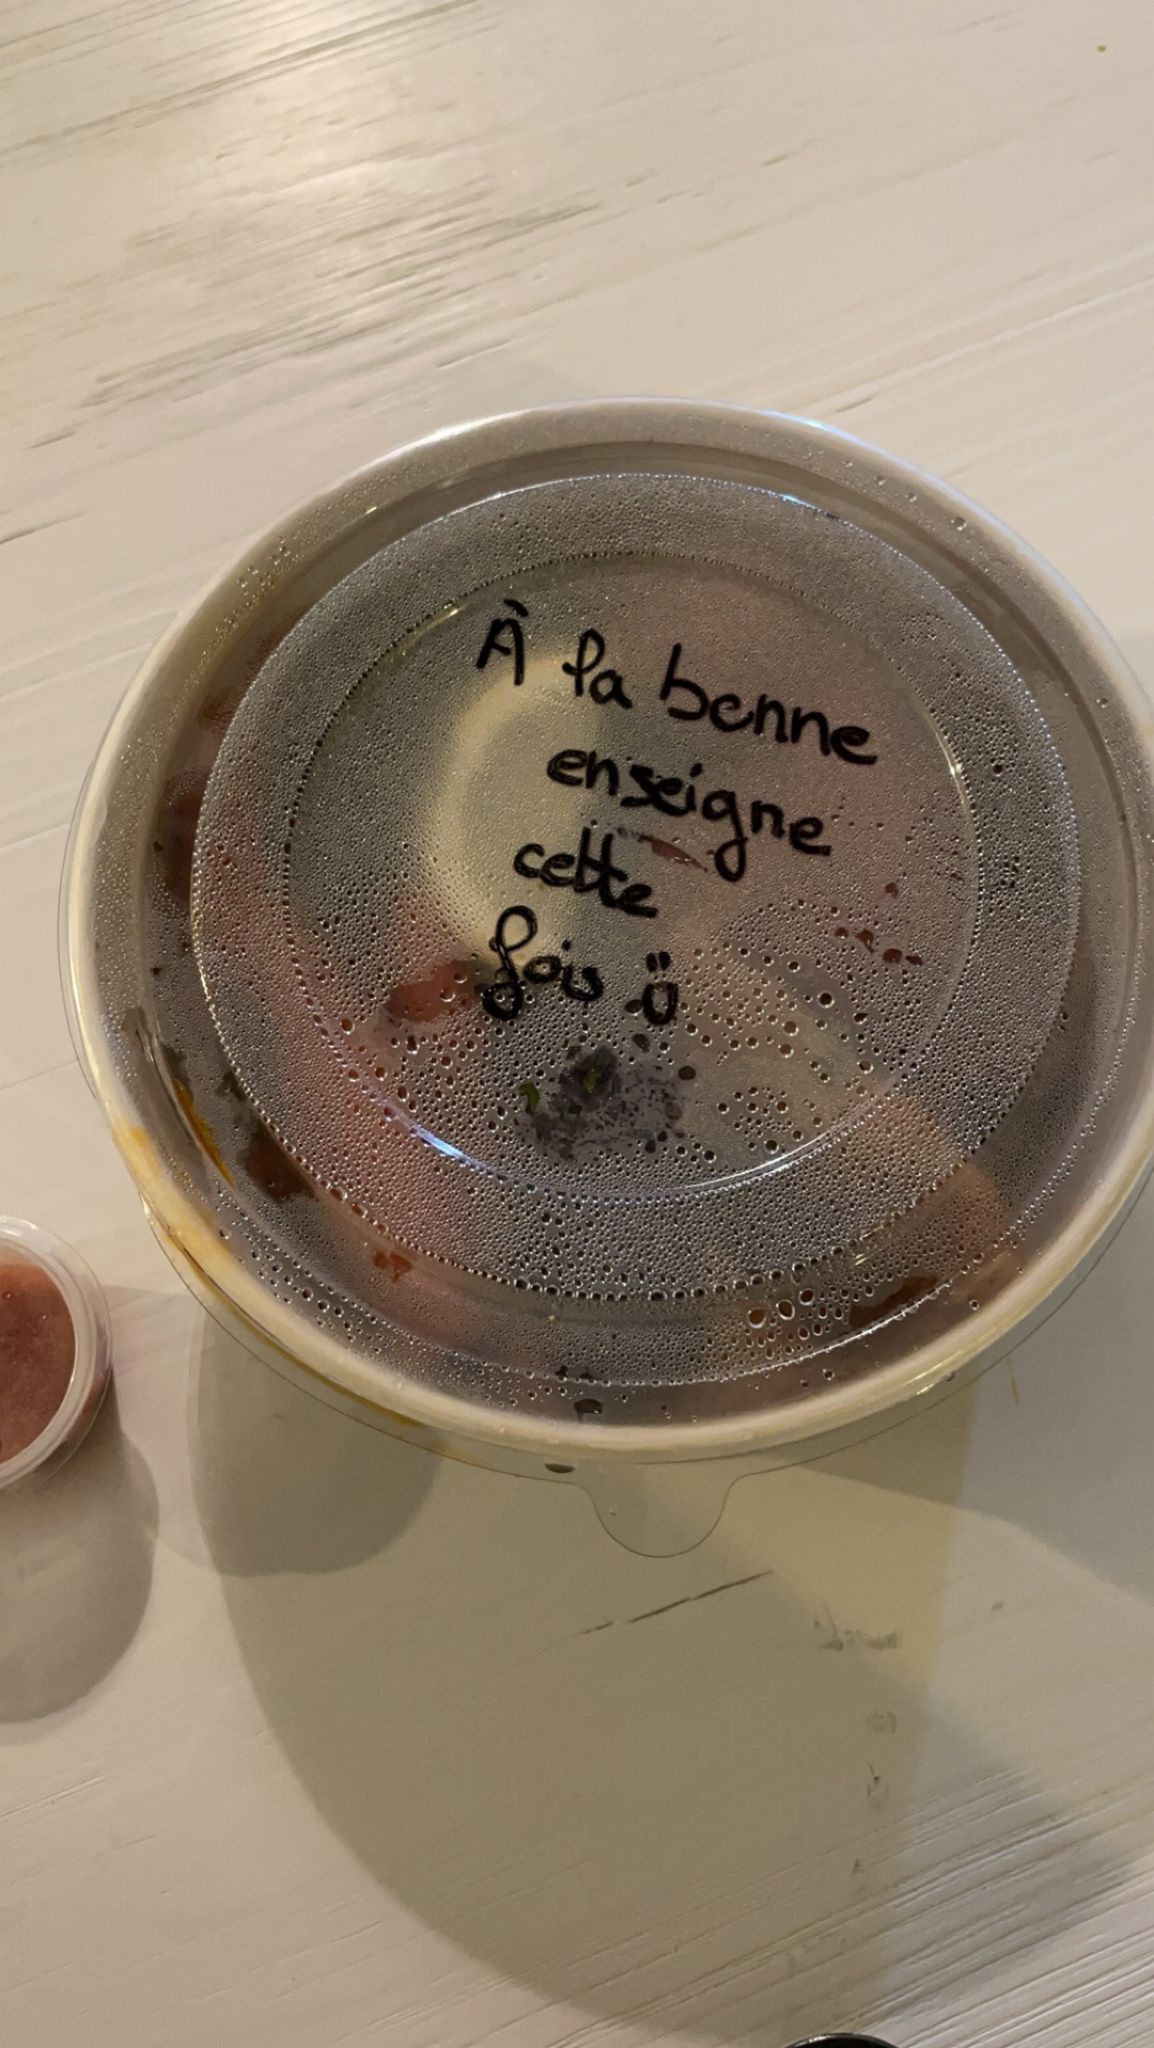 À la bonne
enseigne
cette
fois ü